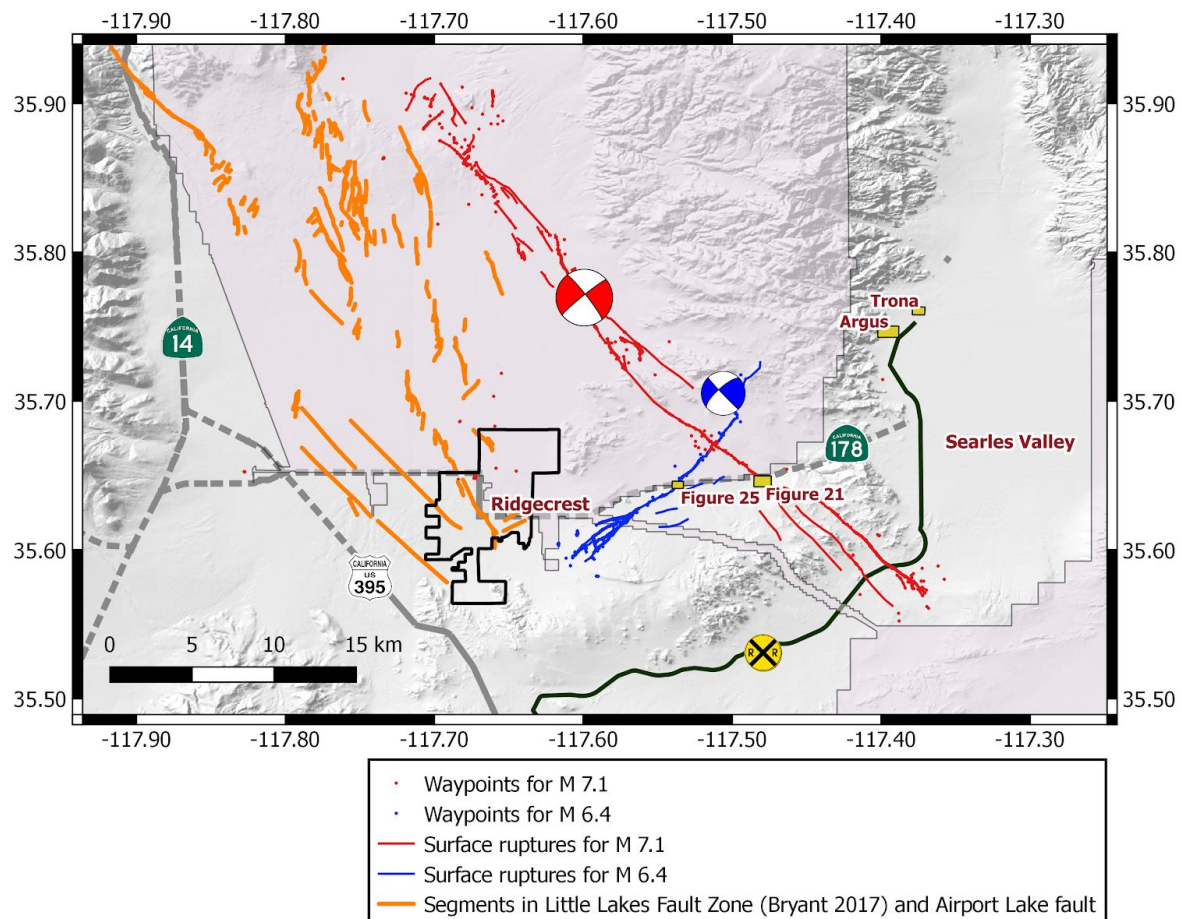 -117.90 -117.80 -117.70 -117.60 -117.50 -117.40 -117.30
35.90 35.90
35.80 35.80
Trona
Argus
CALIFORNIA
14
35.70 35.70
CALIFORNIA
178
Searles Valley
Ridgecrest
Figure 25 Figure 21
35.60 35.60
CALIFORNIA
US
395
0 5 10 15 km
R R
35.50 35.50
-117.90 -117.80 -117.70 -117.60 -117.50 -117.40 -117.30
Waypoints for M 7.1
Waypoints for M 6.4
Surface ruptures for M 7.1
Surface ruptures for M 6.4
Segments in Little Lakes Fault Zone (Bryant 2017) and Airport Lake fault